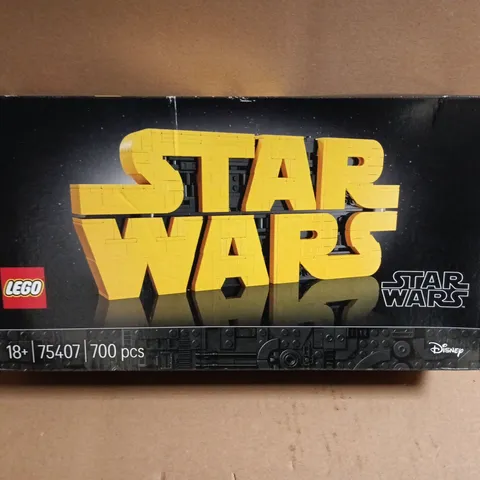 STAR
WARS
LEGO
STAR
WARS
18+ 75407 700 pcs
Disney